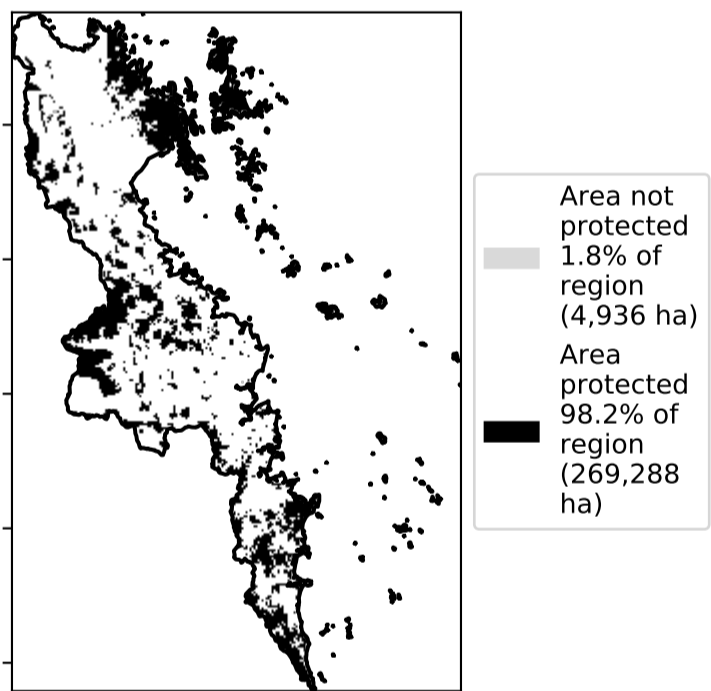 Area not
protected
1.8% of
region
(4,936 ha)
Area
protected
98.2% of
region
(269,288
ha)